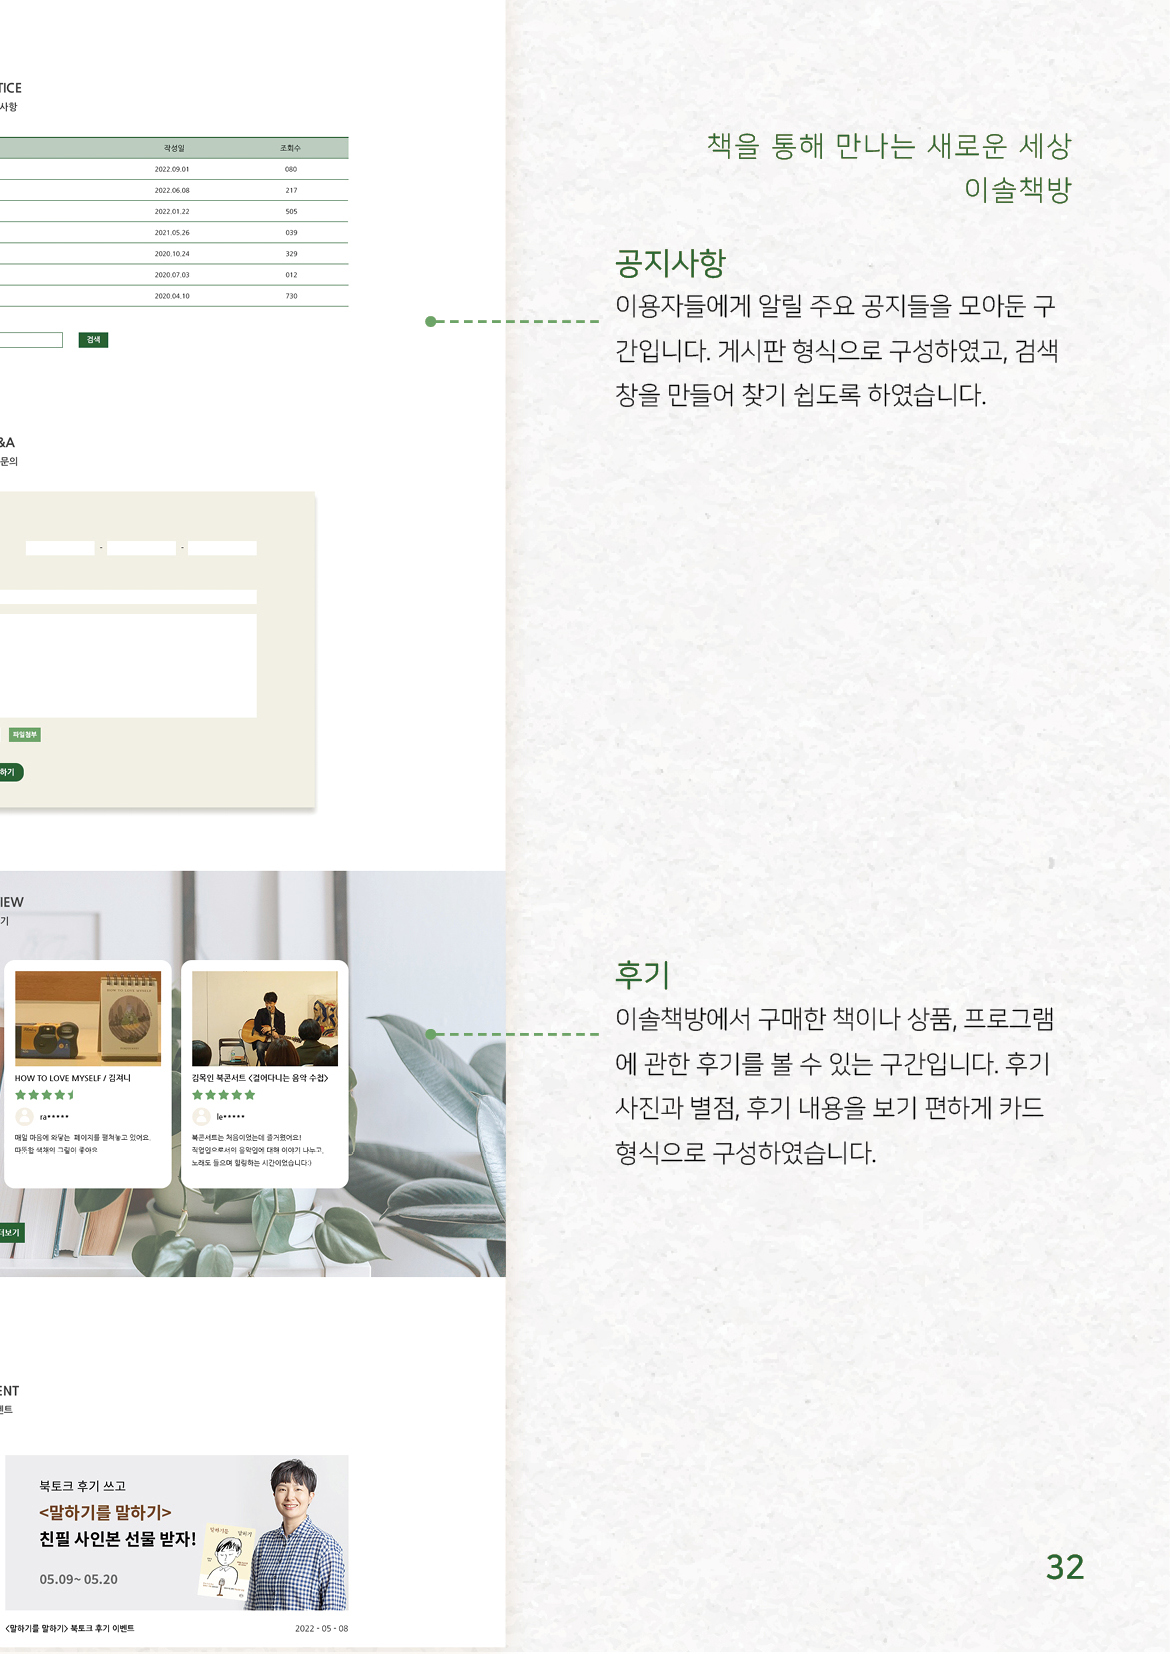 TICE
사항
작성일 조회수
2022.09.01 080
2022.06.08 217
2022.01.22 505
2021.05.26 039
2020.10.24 329
2020.07.03 012
2020.04.10 730
검색
&A
문의
- -
파일첨부
하기
IEW
기
HOW TO LOVE MYSELF
HOW TO LOVE MYSELF / 김져니
ra•••••
매일 마음에 와닿는 페이지를 펼쳐놓고 있어요.
따뜻함 색채의 그림이 좋아요
김목인 북콘서트 <걸어다니는 음악 수첩>
le•••••
북콘서트는 처음이었는데 즐거웠어요!
직업인으로서의 음악인에 대해 이야기 나누고,
노래도 들으며 힐링하는 시간이었습니다:)
더보기
ENT
벤트
북토크 후기 쓰고
<말하기를 말하기>
친필 사인본 선물 받자!
05.09~ 05.20
말하기를 말하기
<말하기를 말하기> 북토크 후기 이벤트
2022 - 05 - 08
책을 통해 만나는 새로운 세상
이솔책방
공지사항
이용자들에게 알릴 주요 공지들을 모아둔 구
간입니다. 게시판 형식으로 구성하였고, 검색
창을 만들어 찾기 쉽도록 하였습니다.
후기
이솔책방에서 구매한 책이나 상품, 프로그램
에 관한 후기를 볼 수 있는 구간입니다. 후기
사진과 별점, 후기 내용을 보기 편하게 카드
형식으로 구성하였습니다.
32